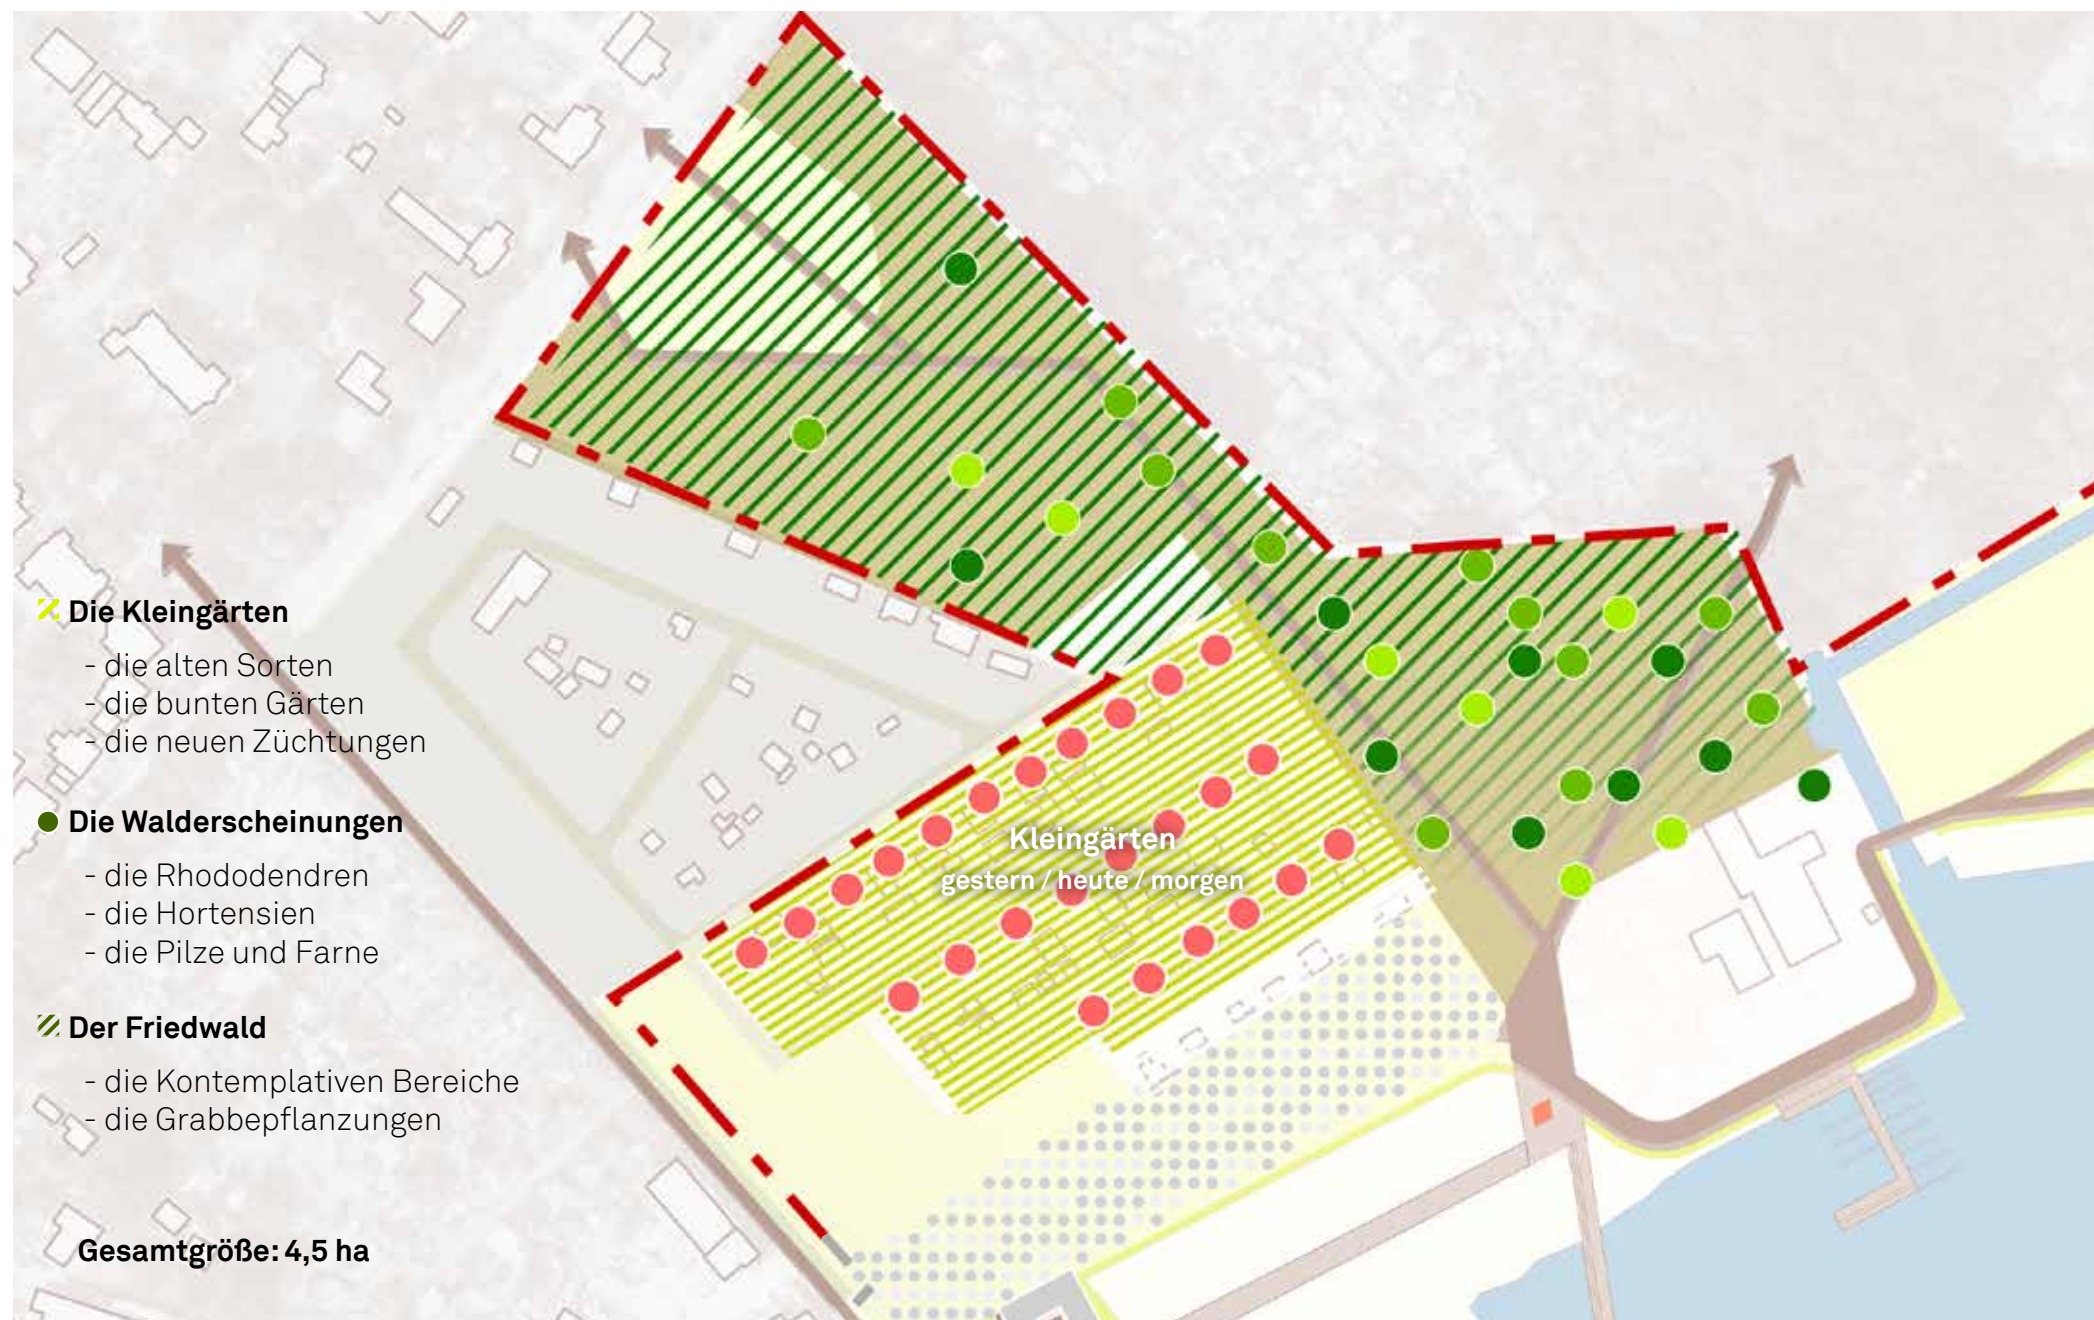 Die Kleingärten
- die alten Sorten
- die bunten Gärten
- die neuen Züchtungen
Die Walderscheinungen
- die Rhododendren
- die Hortensien
- die Pilze und Farne
Der Friedwald
- die Kontemplativen Bereiche
- die Grabbepflanzungen
Gesamtgröße: 4,5 ha
Kleingärten
gestern / heute / morgen